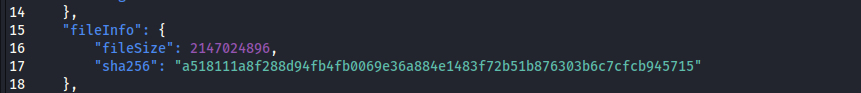 14 },
15 "fileInfo": {
16 "fileSize": 2147024896,
17 "sha256": "a518111a8f288d94fb4fb0069e36a884e1483f72b51b876303b6c7cfcb945715"
18 },